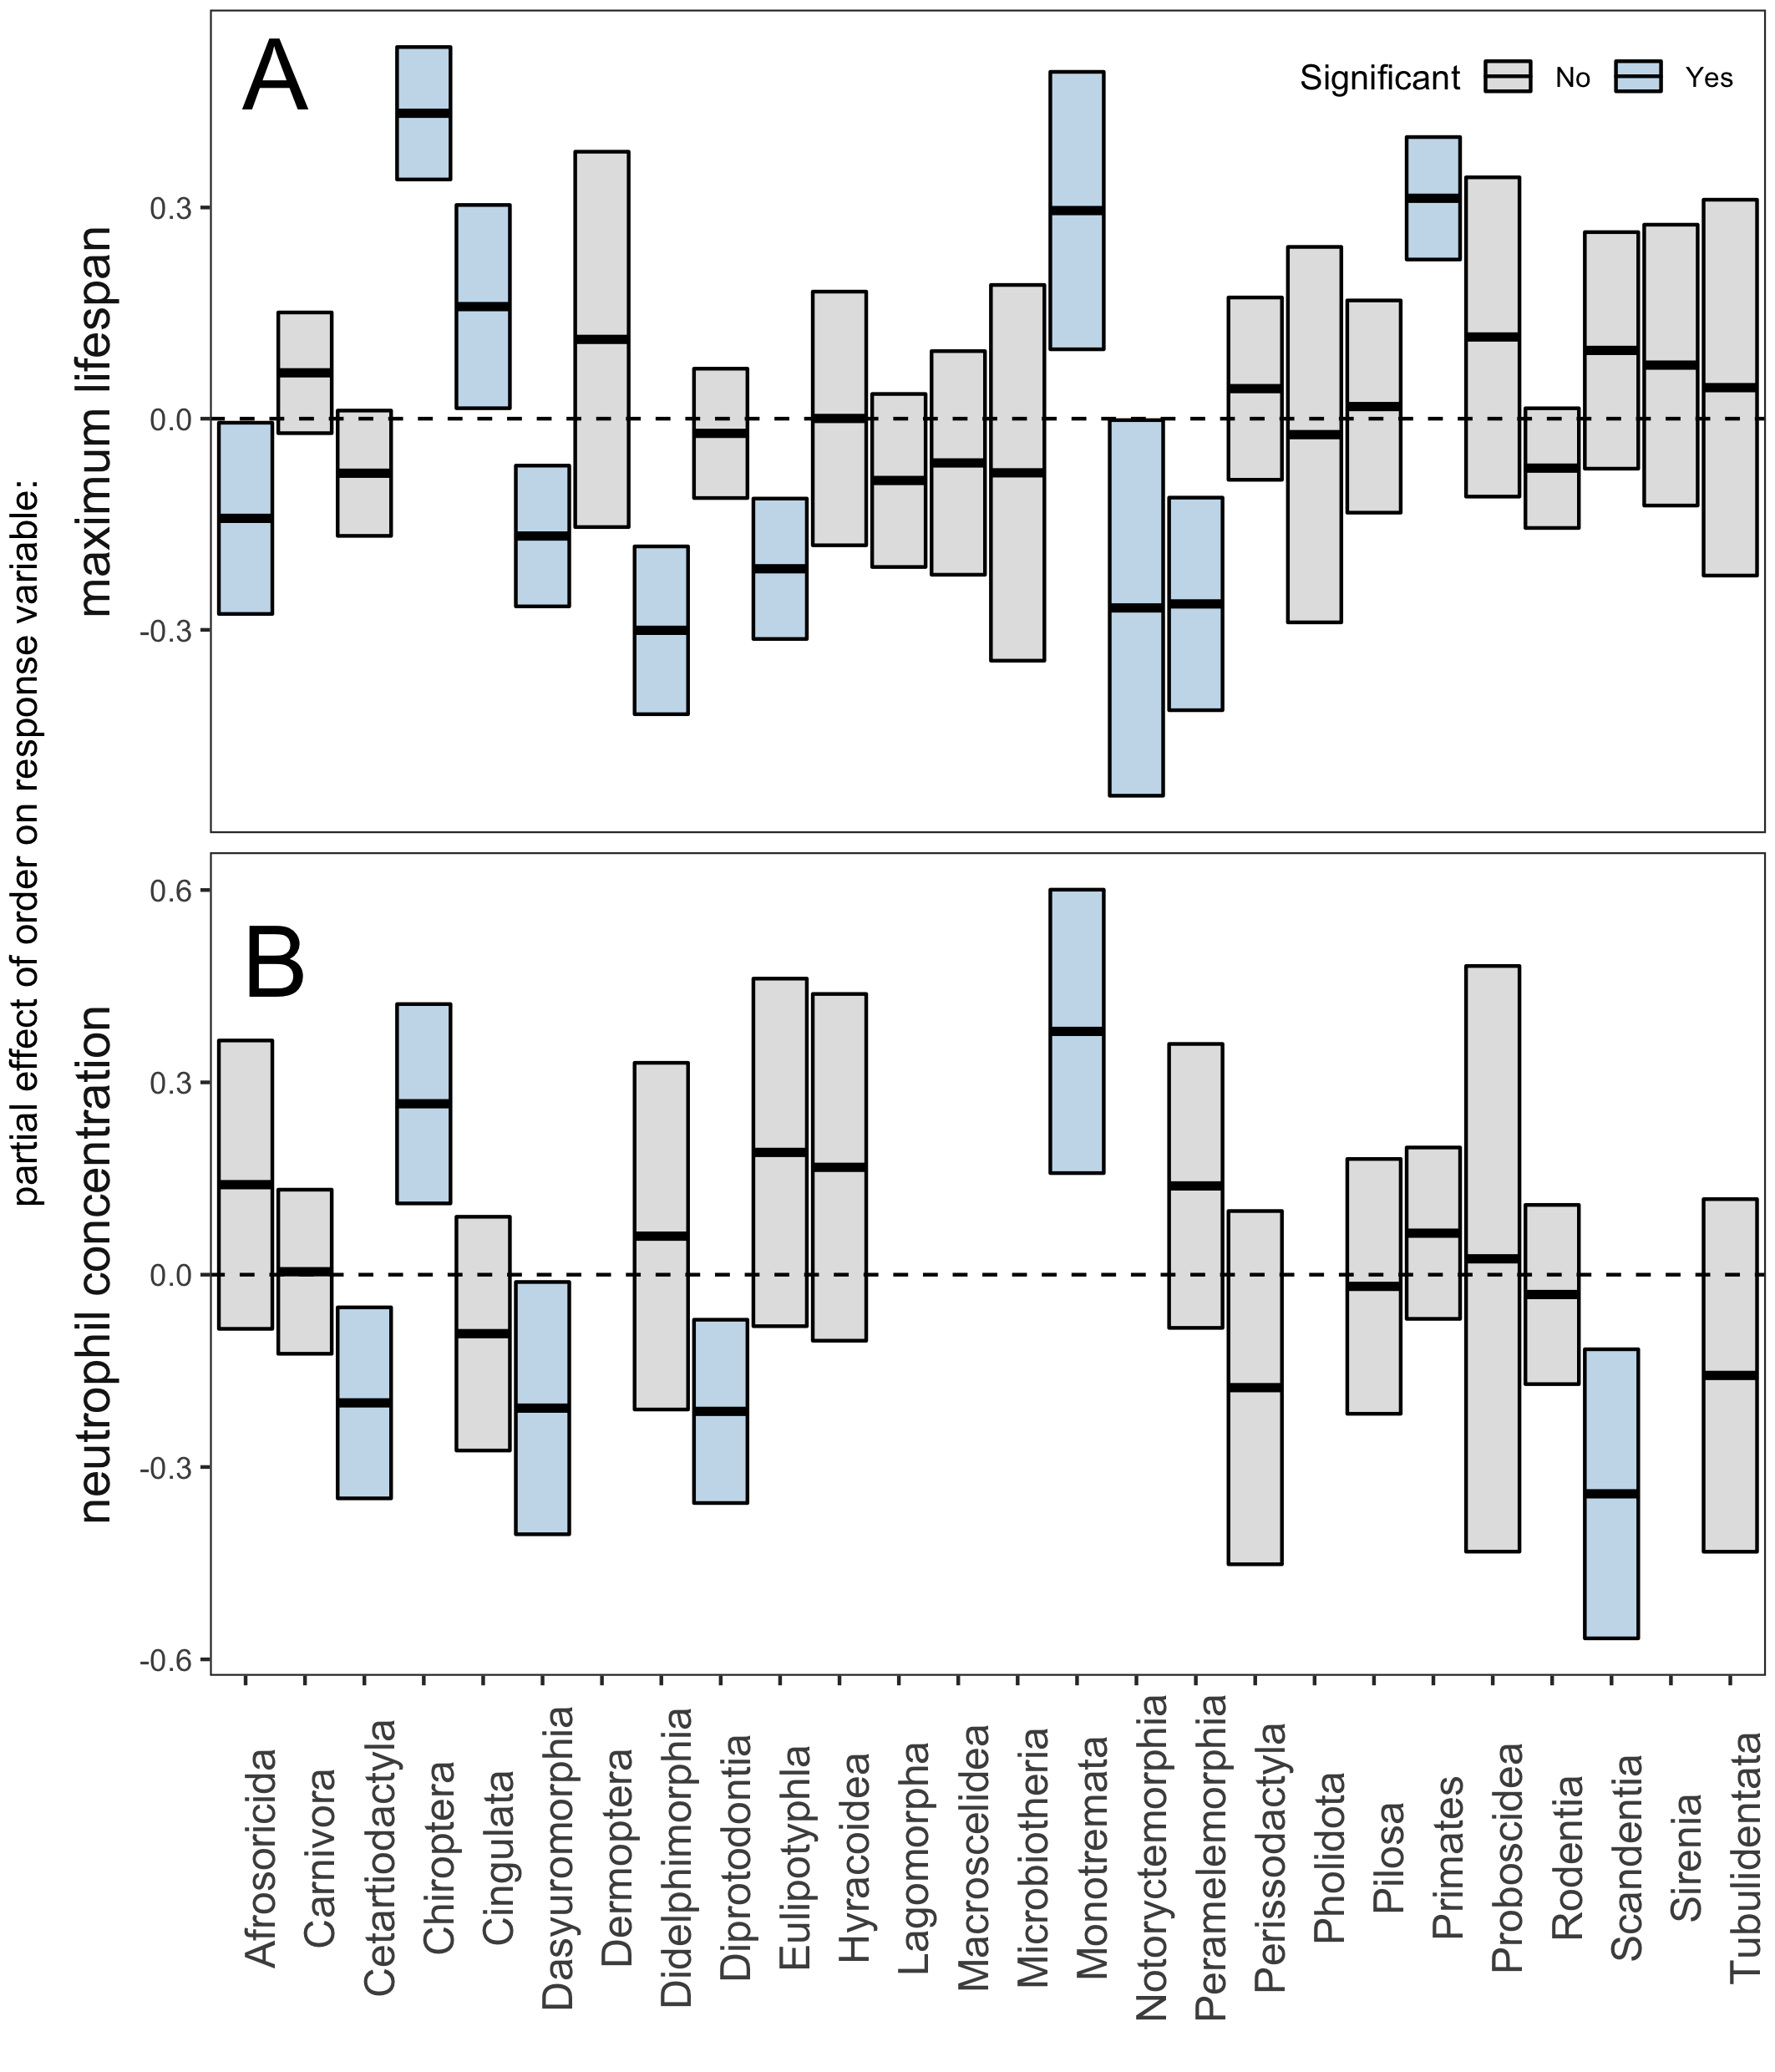 partial effect of order on response variable:
maximum lifespan
A
Significant No Yes
0.3
0.0
-0.3
neutrophil concentration
B
0.6
0.3
0.0
-0.3
-0.6
Afrosoricida
Carnivora
Cetartiodactyla
Chiroptera
Cingulata
Dasyuromorphia
Dermoptera
Didelphimorphia
Diprotodontia
Eulipotyphla
Hyracoidea
Lagomorpha
Macroscelidea
Microbiotheria
Monotremata
Notoryctemorphia
Peramelemorphia
Perissodactyla
Pholidota
Pilosa
Primates
Proboscidea
Rodentia
Scandentia
Sirenia
Tubulidentata